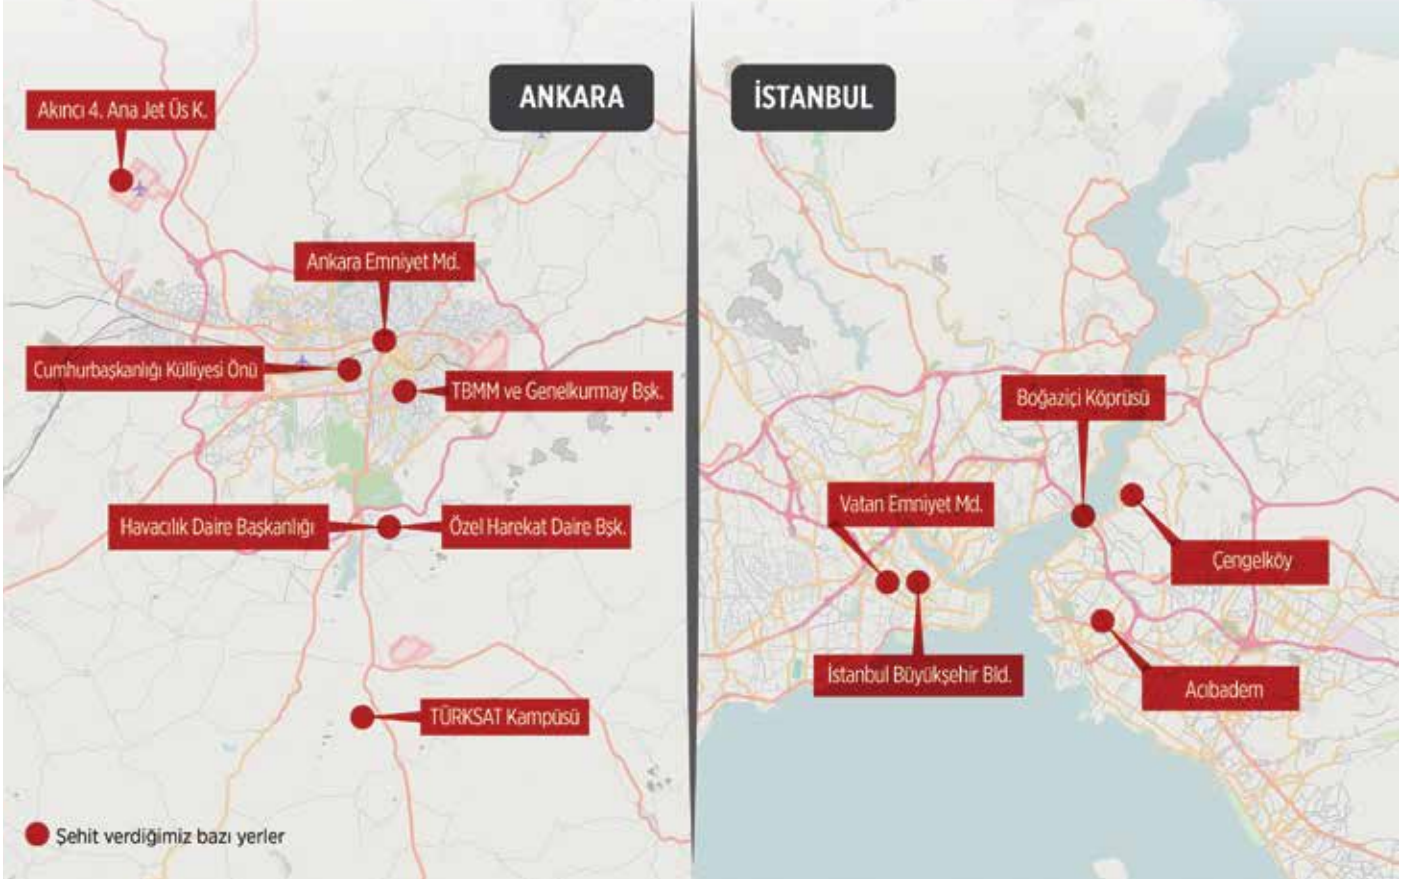 ANKARA
Akıncı 4. Ana Jet Üs K.
Ankara Emniyet Md.
Cumhurbaşkanlığı Külliyesi Önü
TBMM ve Genelkurmay Bşk.
Havacılık Daire Başkanlığı
Özel Harekat Daire Bşk.
TÜRKSAT Kampüsü
Şehit verdiğimiz bazı yerler
İSTANBUL
Boğaziçi Köprüsü
Vatan Emniyet Md.
Çengelköy
İstanbul Büyükşehir Bld.
Acıbadem